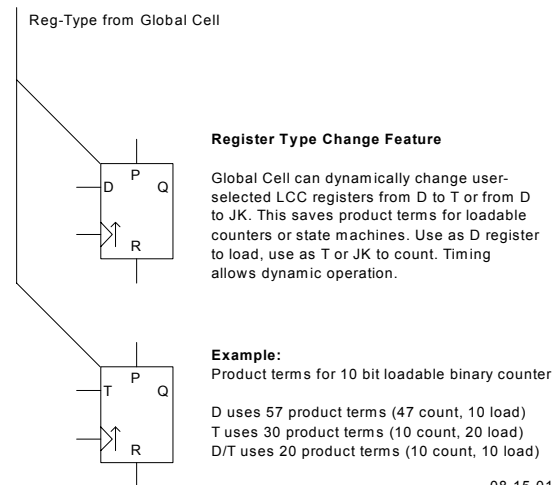 Reg-Type from Global Cell
P
D
Q
R
Register Type Change Feature
Global Cell can dynamically change user-
selected LCC registers from D to T or from D
to JK. This saves product terms for loadable
counters or state machines. Use as D register
to load, use as T or JK to count. Timing
allows dynamic operation.
P
T
Q
R
Example:
Product terms for 10 bit loadable binary counter
D uses 57 product terms (47 count, 10 load)
T uses 30 product terms (10 count, 20 load)
D/T uses 20 product terms (10 count, 10 load)